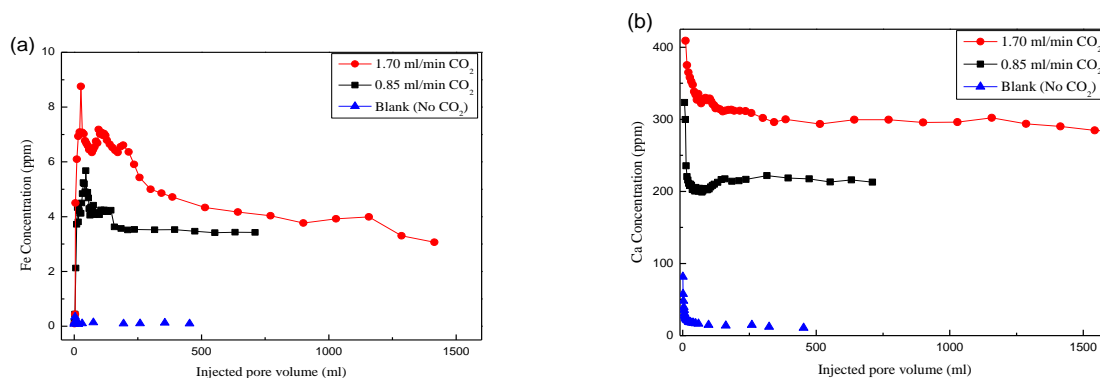 (a)
10
8
6
4
2
0
Fe Concentration (ppm)
1.70 ml/min CO₂
0.85 ml/min CO₂
Blank (No CO₂)
0 500 1000 1500
Injected pore volume (ml)
(b)
400
300
200
100
0
Ca Concentration (ppm)
1.70 ml/min CO₂
0.85 ml/min CO₂
Blank (No CO₂)
0 500 1000 1500
Injected pore volume (ml)